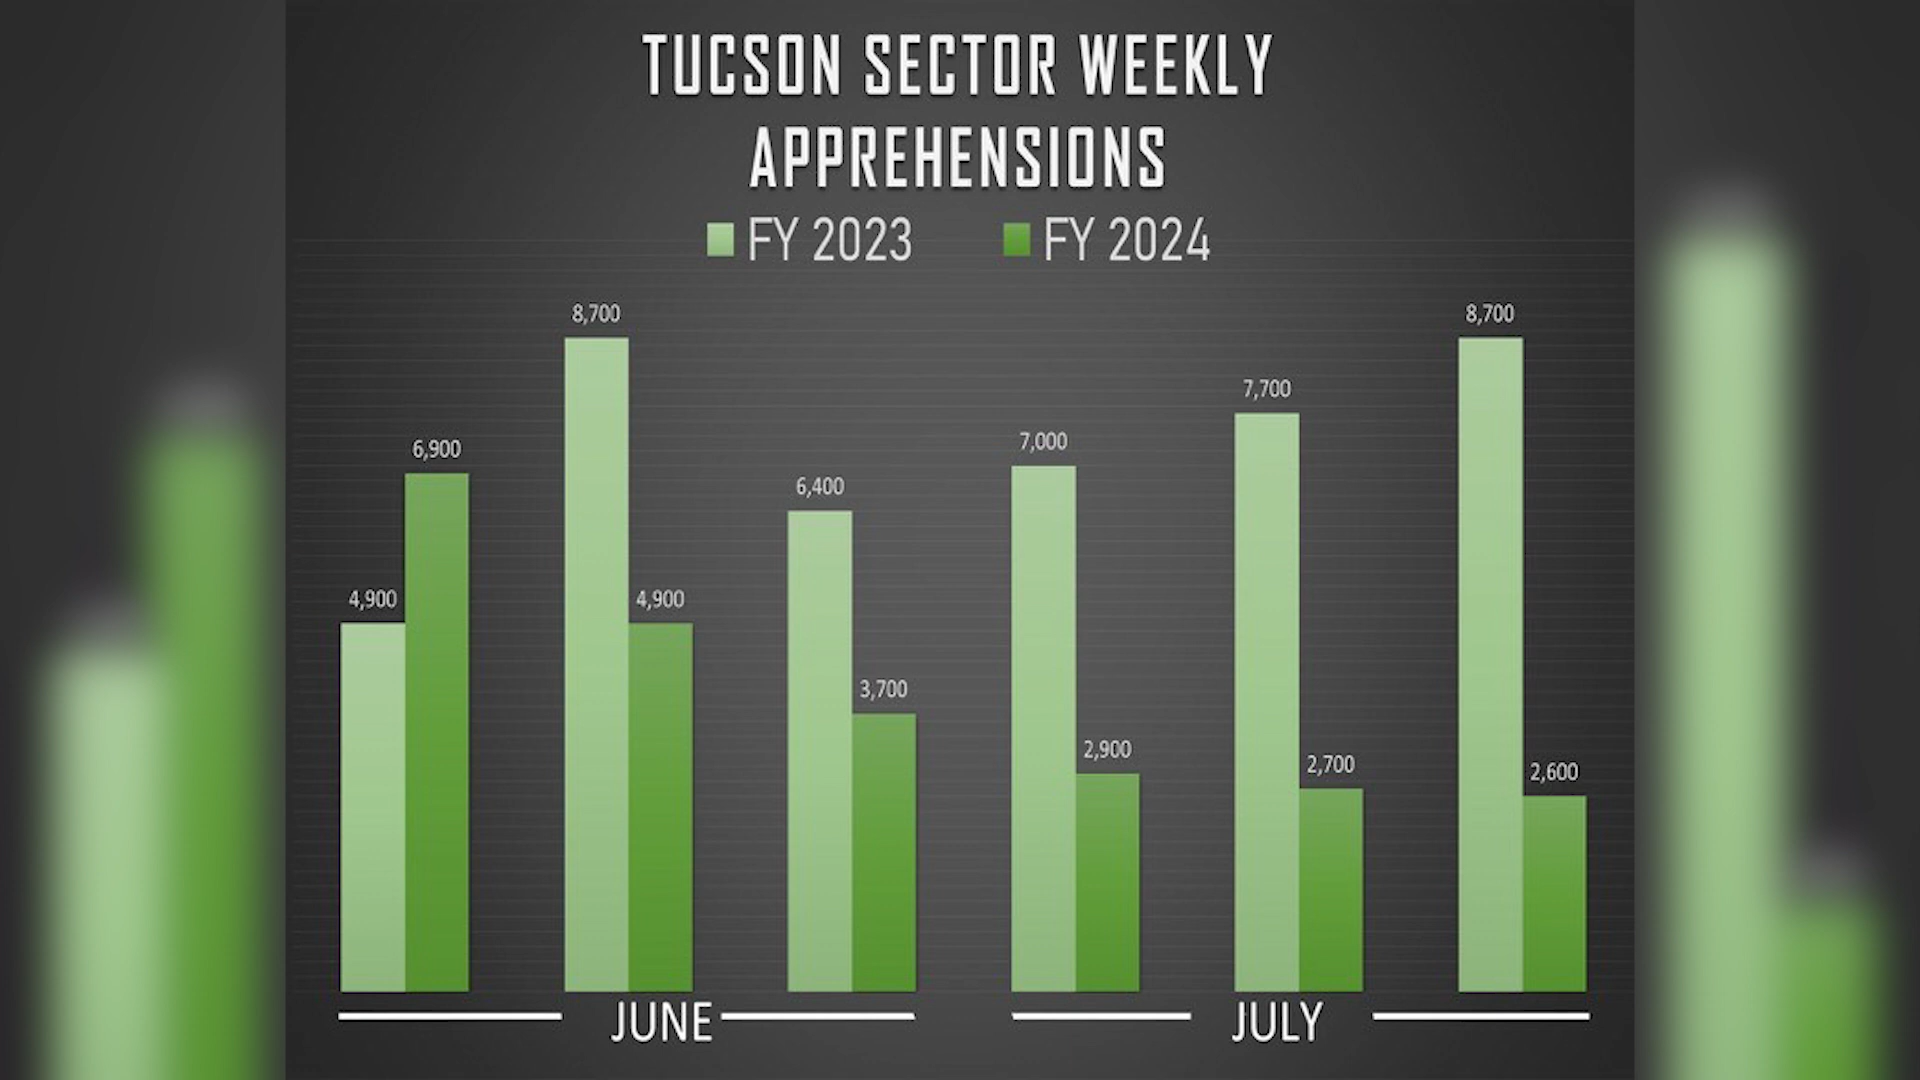 TUCSON SECTOR WEEKLY
APPREHENSIONS
FY 2023 FY 2024
4,900
6,900
8,700
4,900
6,400
3,700
7,000
2,900
7,700
2,700
8,700
2,600
JUNE
JULY